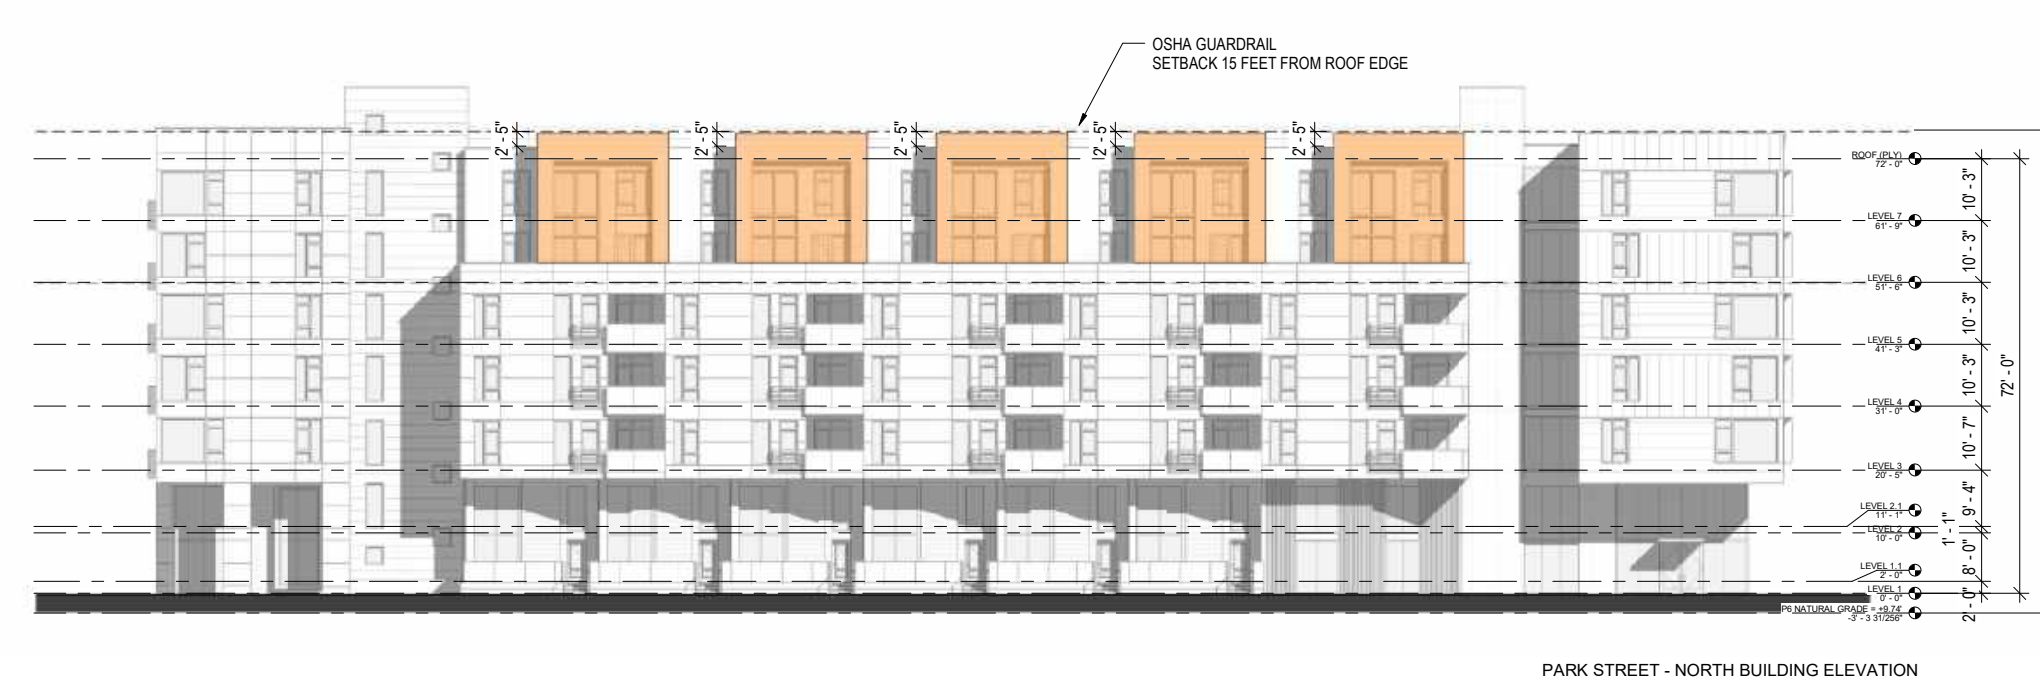 OSHA GUARDRAIL
SETBACK 15 FEET FROM ROOF EDGE
2' - 5"
2' - 5"
2' - 5"
2' - 5"
2' - 5"
ROOF (PLY)
72' - 0"
10' - 3"
LEVEL 7
61' - 9"
10' - 3"
LEVEL 6
51' - 6"
10' - 3"
LEVEL 5
41' - 3"
10' - 3"
72' - 0"
LEVEL 4
31' - 0"
10' - 7"
LEVEL 3
20' - 5"
9' - 4"
LEVEL 2.1
11' - 1"
1' - 1"
LEVEL 2
10' - 0"
8' - 0"
LEVEL 1.1
2' - 0"
LEVEL 1
0' - 0"
2' - 0"
P6 NATURAL GRADE = +9.74'
-3' - 3 31/256"
PARK STREET - NORTH BUILDING ELEVATION